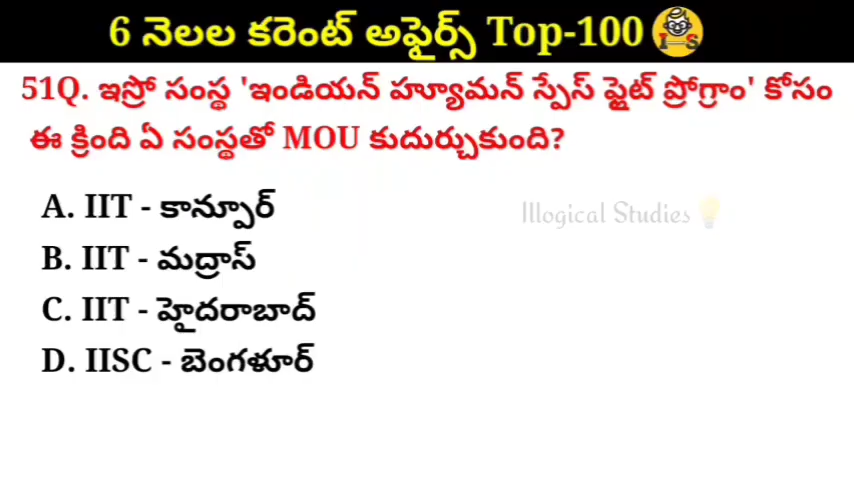 6 నెలల కరెంట్ అఫైర్స్ Top-100
I S
51Q. ఇస్రో సంస్థ 'ఇండియన్ హ్యూమన్ స్పేస్ ఫ్లైట్ ప్రోగ్రాం' కోసం
ఈ క్రింది ఏ సంస్థతో MOU కుదుర్చుకుంది?
A. IIT - కాన్పూర్
Illogical Studies
B. IIT - మద్రాస్
C. IIT - హైదరాబాద్
D. IISC - బెంగళూర్